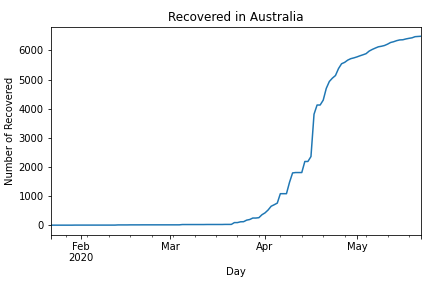 Recovered in Australia
Number of Recovered
6000
5000
4000
3000
2000
1000
0
Feb
2020
Mar
Apr
May
Day